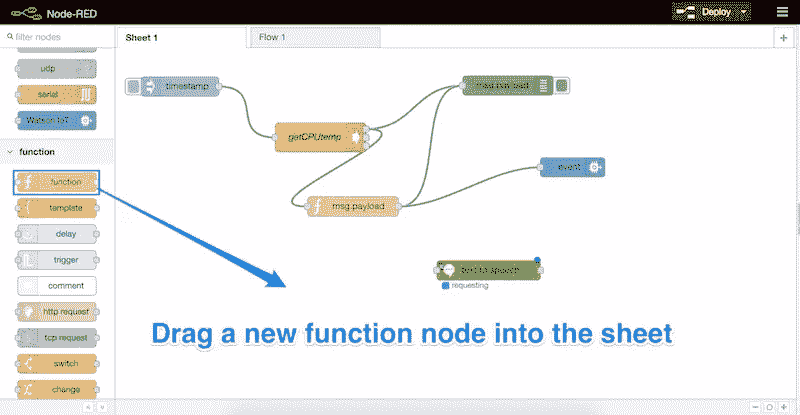 Node-RED
Deploy
filter nodes
Sheet 1
Flow 1
udp
serial
Watson IoT
function
function
template
delay
trigger
comment
http request
tcp request
switch
change
timestamp
msg.payload
getCPUtemp
event
msg.payload
text to speech
requesting
Drag a new function node into the sheet